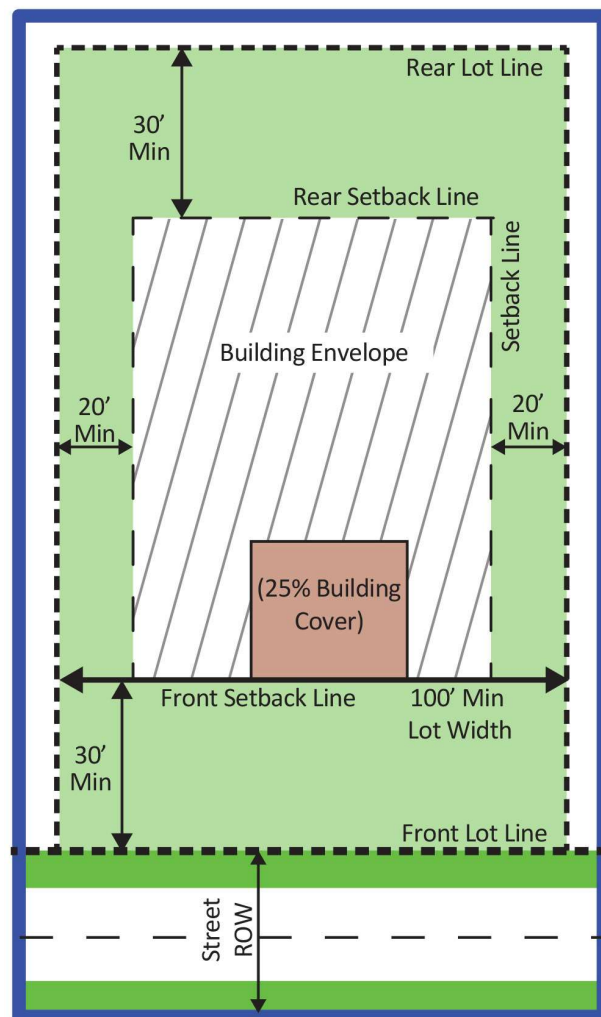 Rear Lot Line
30’
Min
Rear Setback Line
Setback Line
Building Envelope
20’
Min
20’
Min
(25% Building
Cover)
Front Setback Line
100’ Min
Lot Width
30’
Min
Front Lot Line
Street
ROW